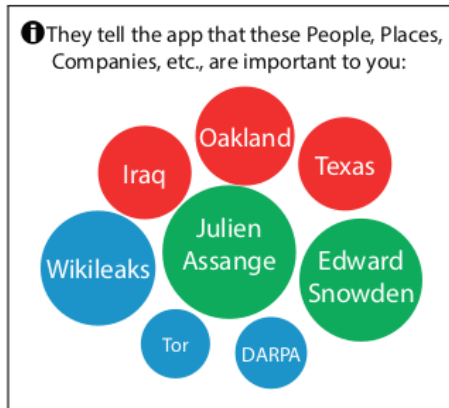 i They tell the app that these People, Places,
Companies, etc., are important to you:
Oakland
Iraq
Texas
Julien
Assange
Wikileaks
Edward
Snowden
Tor
DARPA